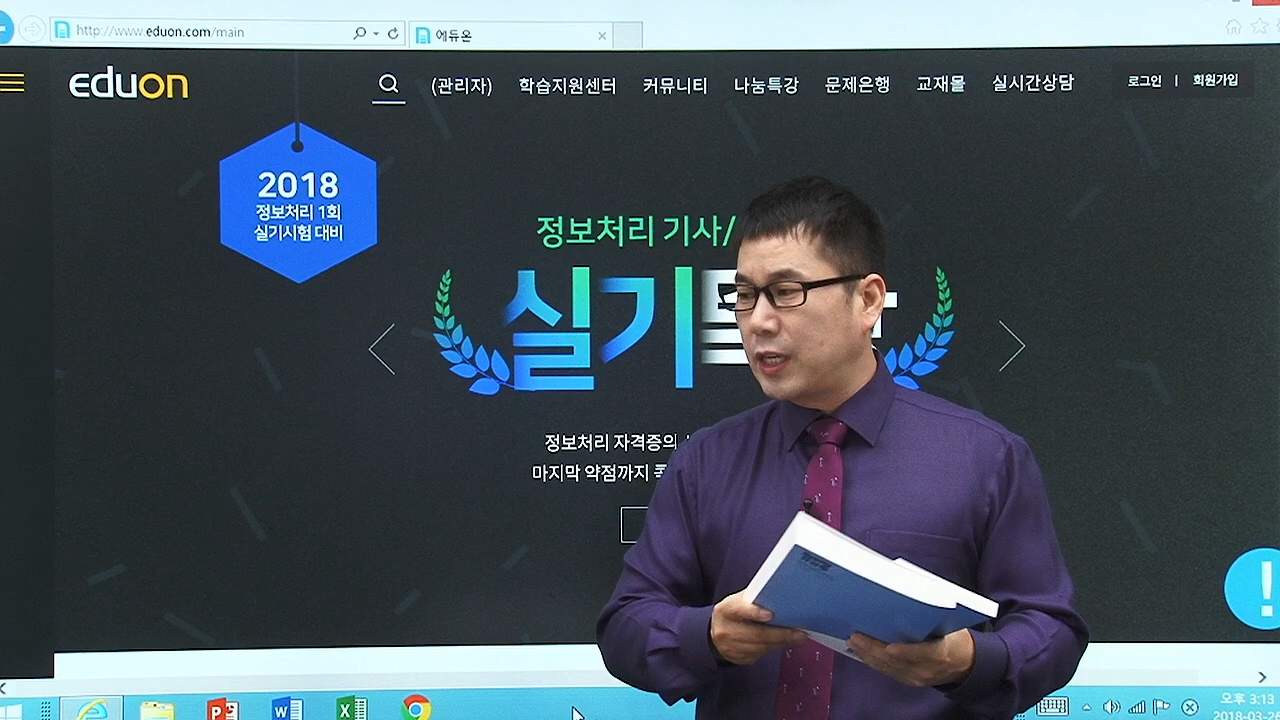 http://www.eduon.com/main
에듀온
eduon
(관리자) 학습지원센터 커뮤니티 나눔특강 문제은행 교재몰 실시간상담
로그인 | 회원가입
2018
정보처리 1회
실기시험 대비
정보처리 기사/
실기
정보처리 자격증의
마지막 약점까지
!
오후 3:13